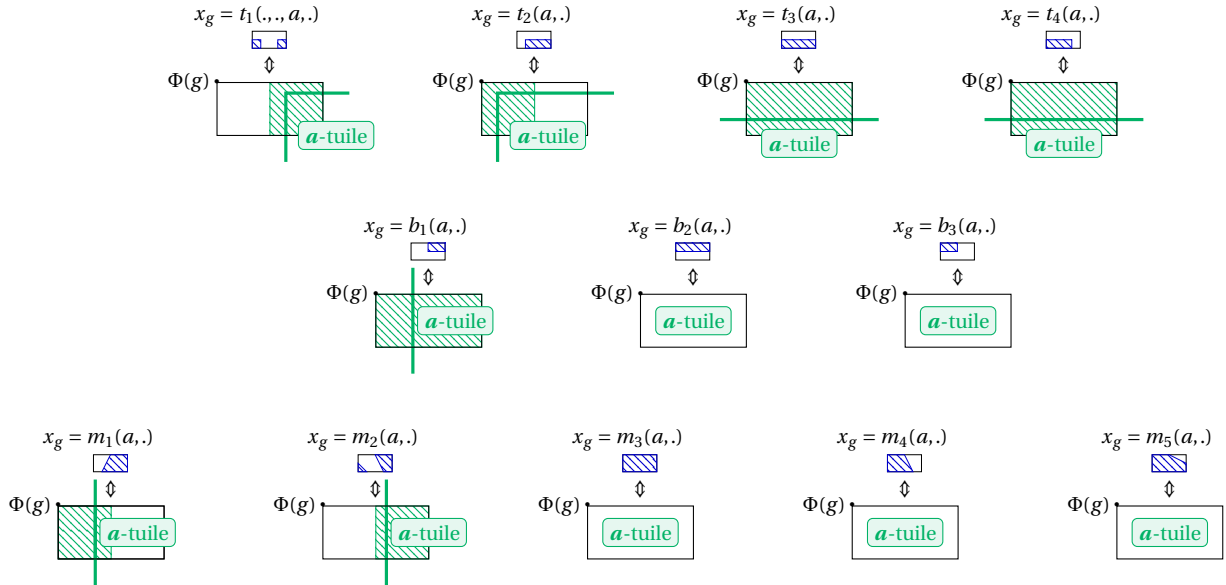 x_g = t_1(.,., a,.) x_g = t_2(a,.) x_g = t_3(a,.) x_g = t_4(a,.)
Φ(g) Φ(g) Φ(g) Φ(g)
a-tuile a-tuile a-tuile a-tuile
x_g = b_1(a,.) x_g = b_2(a,.) x_g = b_3(a,.)
Φ(g) Φ(g) Φ(g)
a-tuile a-tuile a-tuile
x_g = m_1(a,.) x_g = m_2(a,.) x_g = m_3(a,.) x_g = m_4(a,.) x_g = m_5(a,.)
Φ(g) Φ(g) Φ(g) Φ(g) Φ(g)
a-tuile a-tuile a-tuile a-tuile a-tuile